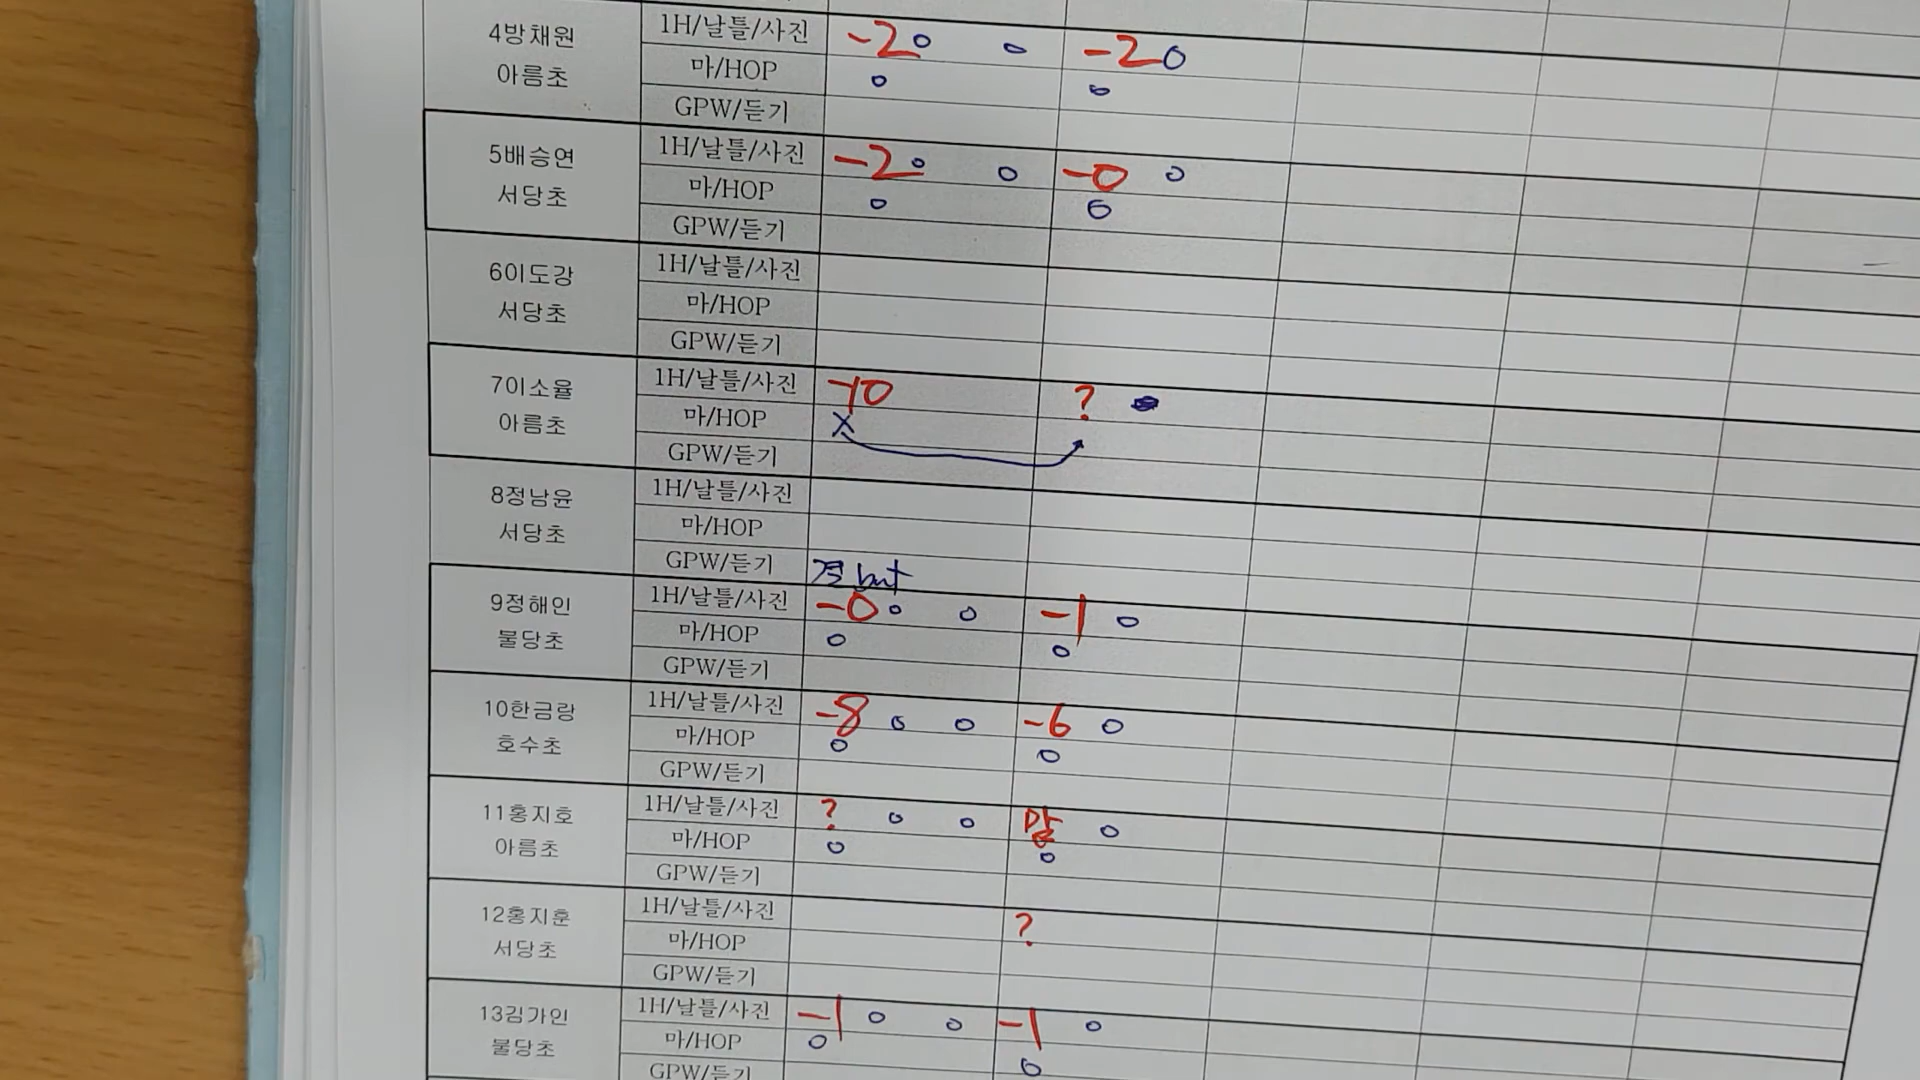 4방채원 1H/날틀/사진 -2 o o -2 o
아름초 마/HOP o o
GPW/듣기
5배승연 1H/날틀/사진 -2 o o -0 o
서당초 마/HOP o o
GPW/듣기
6이도강 1H/날틀/사진
서당초 마/HOP
GPW/듣기
7이소율 1H/날틀/사진 -10 ?
아름초 마/HOP X
GPW/듣기
8정남윤 1H/날틀/사진
서당초 마/HOP
GPW/듣기
9정해인 1H/날틀/사진 -0 o o -1 o
불당초 마/HOP o o
GPW/듣기
10한금랑 1H/날틀/사진 -8 o o -6 o
호수초 마/HOP o o
GPW/듣기
11홍지호 1H/날틀/사진 ? o o 맘 o
아름초 마/HOP o o
GPW/듣기
12홍지훈 1H/날틀/사진 ?
서당초 마/HOP
GPW/듣기
13김가인 1H/날틀/사진 -1 o o -1 o
불당초 마/HOP o o
GPW/듣기